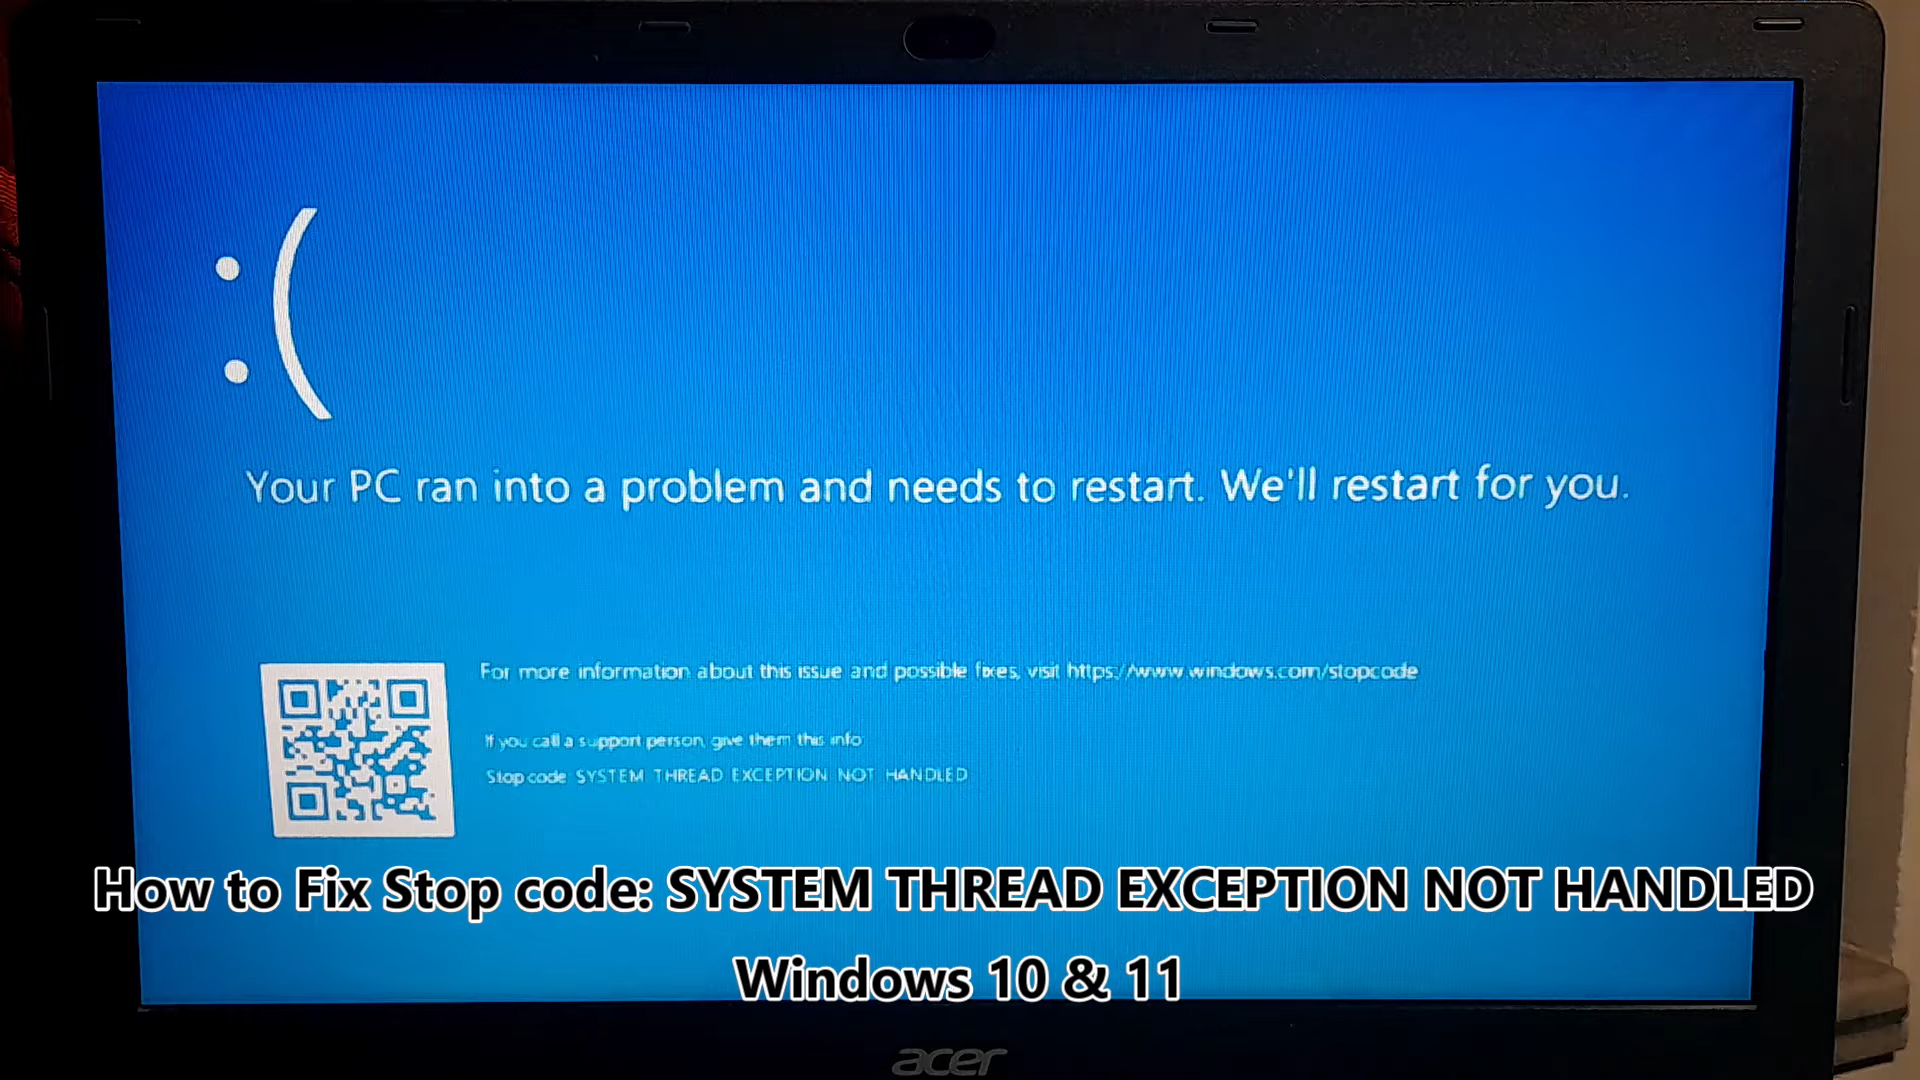 :(
Your PC ran into a problem and needs to restart. We'll restart for you.
For more information about this issue and possible fixes, visit https://www.windows.com/stopcode
If you call a support person, give them this info:
Stop code: SYSTEM THREAD EXCEPTION NOT HANDLED
How to Fix Stop code: SYSTEM THREAD EXCEPTION NOT HANDLED
Windows 10 & 11
acer